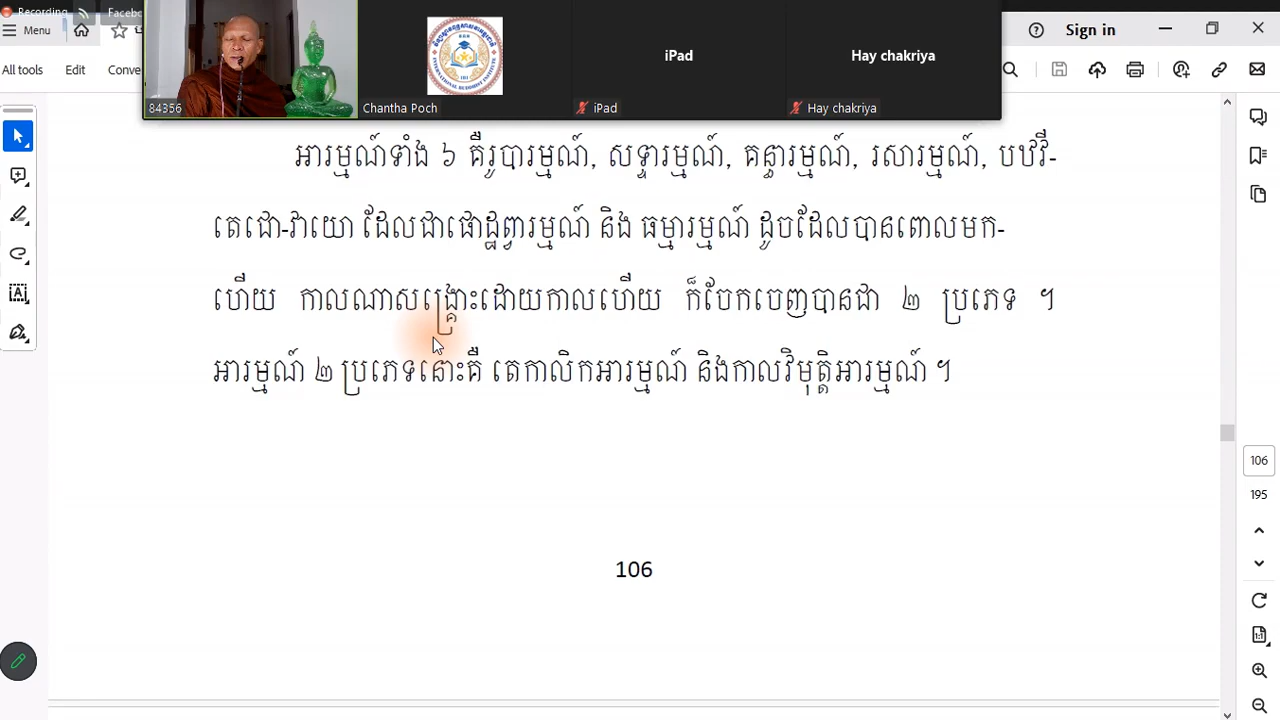 Recording
Faceb
Menu
Sign in
All tools
Edit
Conve
84356
Chantha Poch
iPad
iPad
Hay chakriya
Hay chakriya
INTERNATIONAL BUDDHIST INSTITUTE
អារម្មណ៍ទាំង ៦ គឺរូបារម្មណ៍, សទ្ទារម្មណ៍, គន្ធារម្មណ៍, រសារម្មណ៍, បឋវី-
តេជោ-វាយោ ដែលជាផោដ្ឋព្វារម្មណ៍ និង ធម្មារម្មណ៍ ដូចដែលបានពោលមក-
ហើយ កាលណាសង្គ្រោះដោយកាលហើយ ក៏ចែកចេញបានជា ២ ប្រភេទ ។
អារម្មណ៍ ២ ប្រភេទនោះគឺ តេកាលិកអារម្មណ៍ និងកាលវិមុត្តិអារម្មណ៍ ។
106
106
195